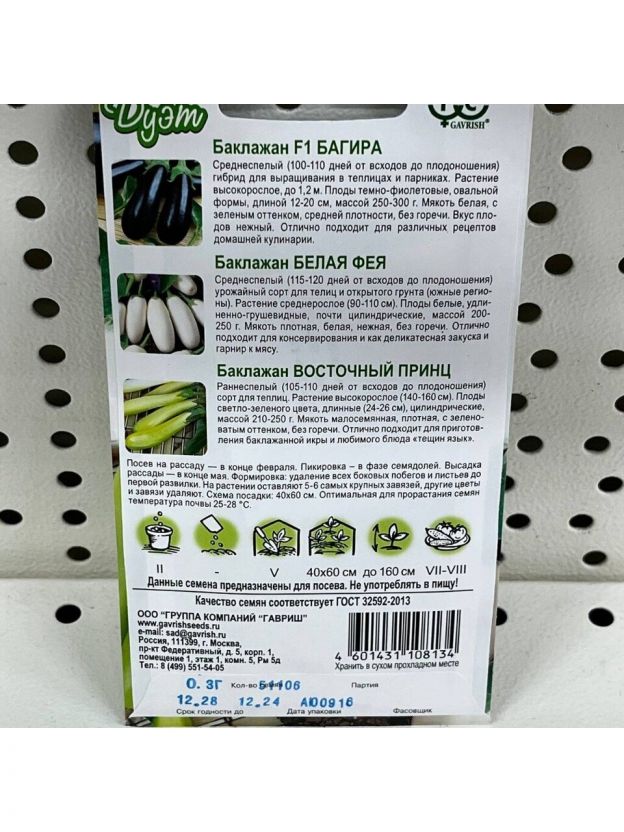 Дуэт
GAVRISH®
Баклажан F1 БАГИРА
Среднеспелый (100-110 дней от всходов до плодоношения)
гибрид для выращивания в теплицах и парниках. Растение
высокорослое, до 1,2 м. Плоды темно-фиолетовые, овальной
формы, длиной 12-20 см, массой 250-300 г. Мякоть белая, с
зеленым оттенком, средней плотности, без горечи. Вкус пло-
дов нежный. Отлично подходит для различных рецептов
домашней кулинарии.
Баклажан БЕЛАЯ ФЕЯ
Среднеспелый (115-120 дней от всходов до плодоношения)
урожайный сорт для телиц и открытого грунта (южные регио-
ны). Растение среднерослое (90-110 см). Плоды белые, удли-
ненно-грушевидные, почти цилиндрические, массой 200-
250 г. Мякоть плотная, белая, нежная, без горечи. Отлично
подходит для консервирования и как деликатесная закуска и
гарнир к мясу.
Баклажан ВОСТОЧНЫЙ ПРИНЦ
Раннеспелый (105-110 дней от всходов до плодоношения)
сорт для теплиц. Растение высокорослое (140-160 см). Плоды
светло-зеленого цвета, длинные (24-26 см), цилиндрические,
массой 210-250 г. Мякоть малосемянная, плотная, с зелено-
ватым оттенком, без горечи. Отлично подходит для приготов-
ления баклажанной икры и любимого блюда «тещин язык».
Посев на рассаду — в конце февраля. Пикировка – в фазе семядолей. Высадка
рассады — в конце мая. Формировка: удаление всех боковых побегов и листьев до
первой развилки. На растении оставляют 5-6 самых крупных завязей, другие цветы
и завязи удаляют. Схема посадки: 40х60 см. Оптимальная для прорастания семян
температура почвы 25-28 °С.
II - V 40х60 см до 160 см VII-VIII
Данные семена предназначены для посева. Не употреблять в пищу!
Качество семян соответствует ГОСТ 32592-2013
ООО "ГРУППА КОМПАНИЙ "ГАВРИШ"
www.gavrishseeds.ru
e-mail: sad@gavrish.ru
Россия, 111399, г. Москва,
пр-кт Федеративный, д. 5, корп. 1,
помещение 1, этаж 1, комн. 5, Рм 5д
Тел.: 8 (499) 551-54-05
4 601431 108134
Хранить в сухом прохладном месте
0.3Г Кол-во 51106 Партия
12.28 12.24 А100916
Срок годности до Дата упаковки Фасовщик